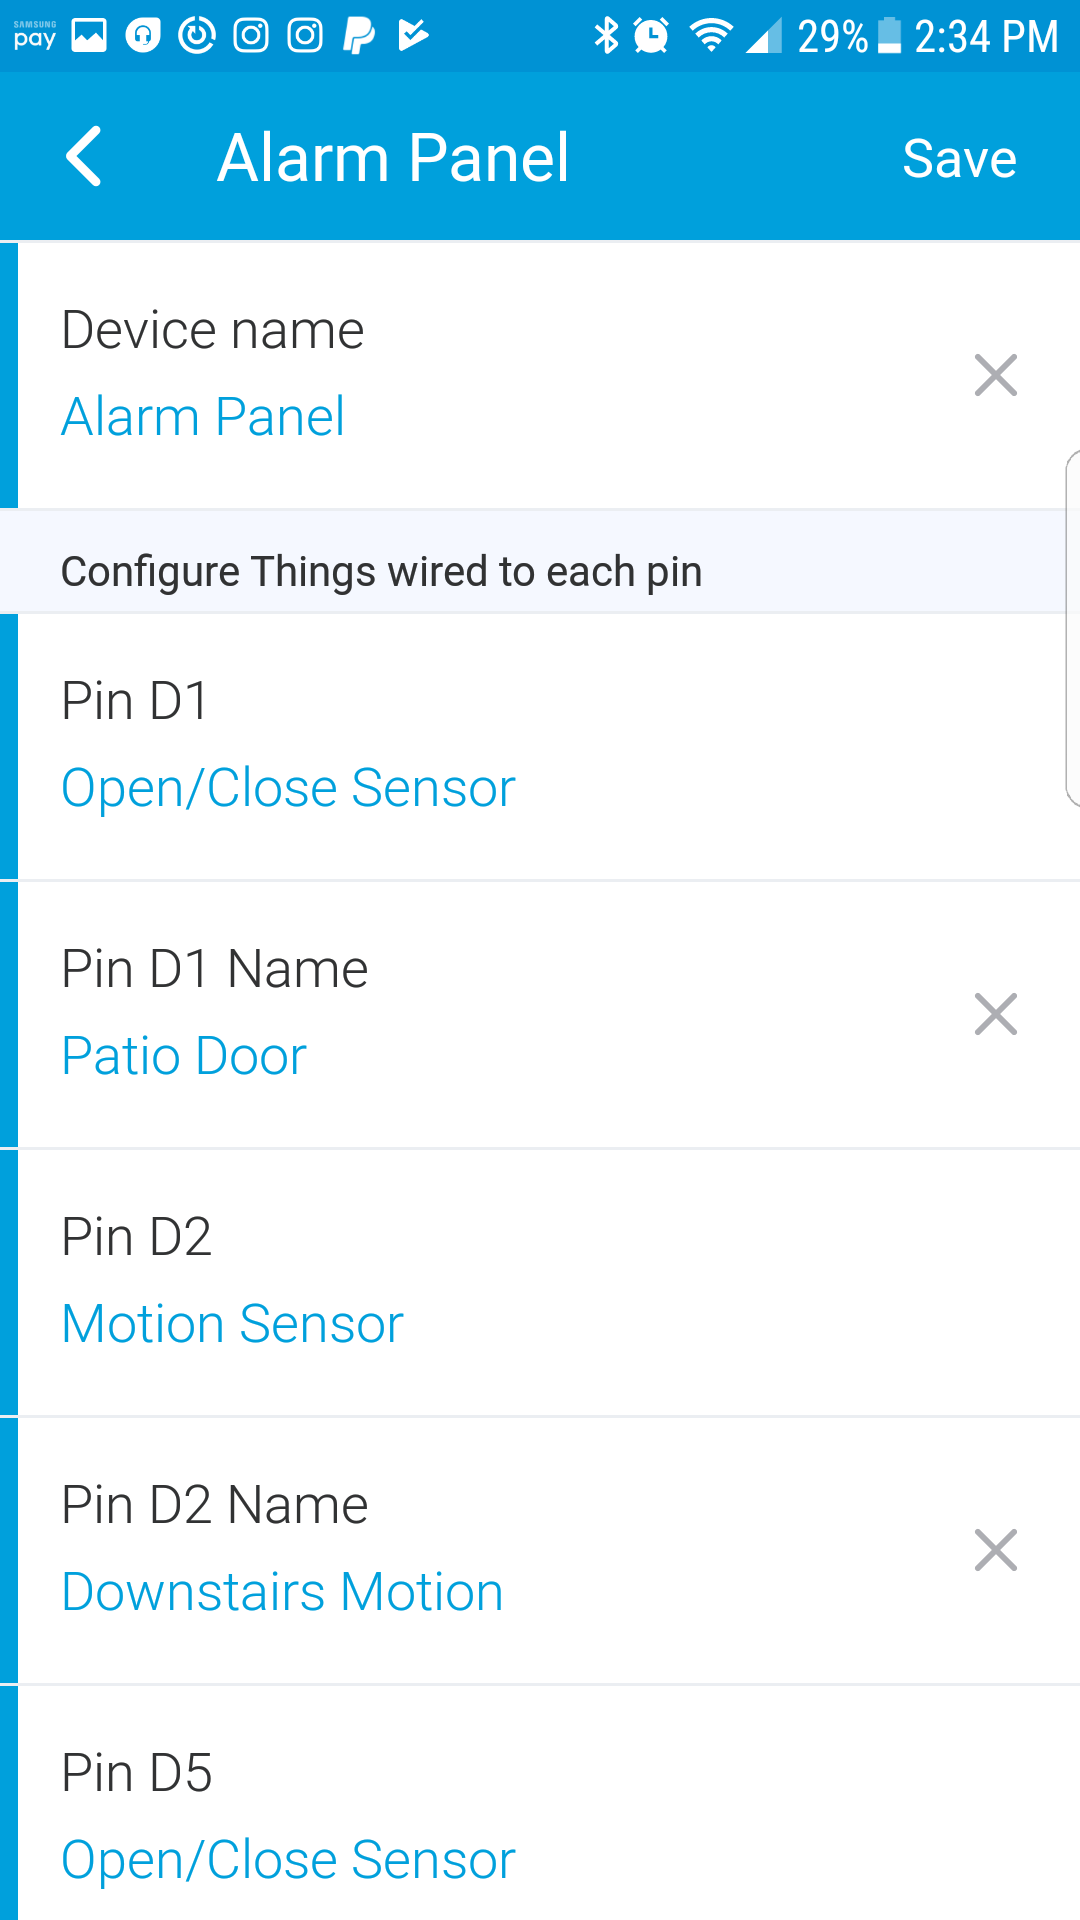 SAMSUNG
pay
29% 2:34 PM
Alarm Panel
Save
Device name
Alarm Panel
Configure Things wired to each pin
Pin D1
Open/Close Sensor
Pin D1 Name
Patio Door
Pin D2
Motion Sensor
Pin D2 Name
Downstairs Motion
Pin D5
Open/Close Sensor